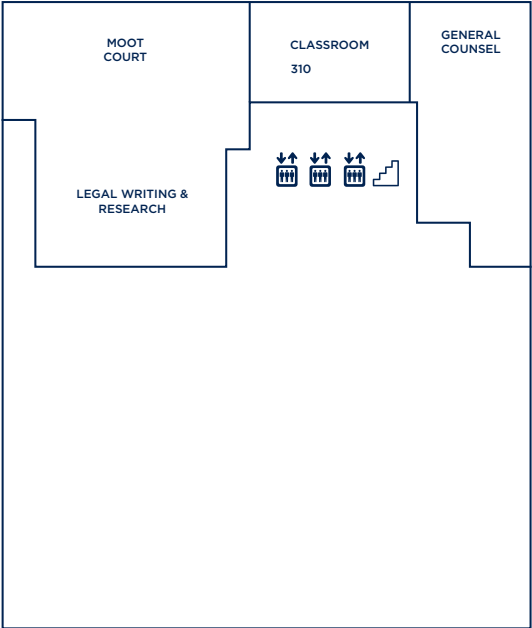 MOOT
COURT
CLASSROOM
310
GENERAL
COUNSEL
LEGAL WRITING &
RESEARCH